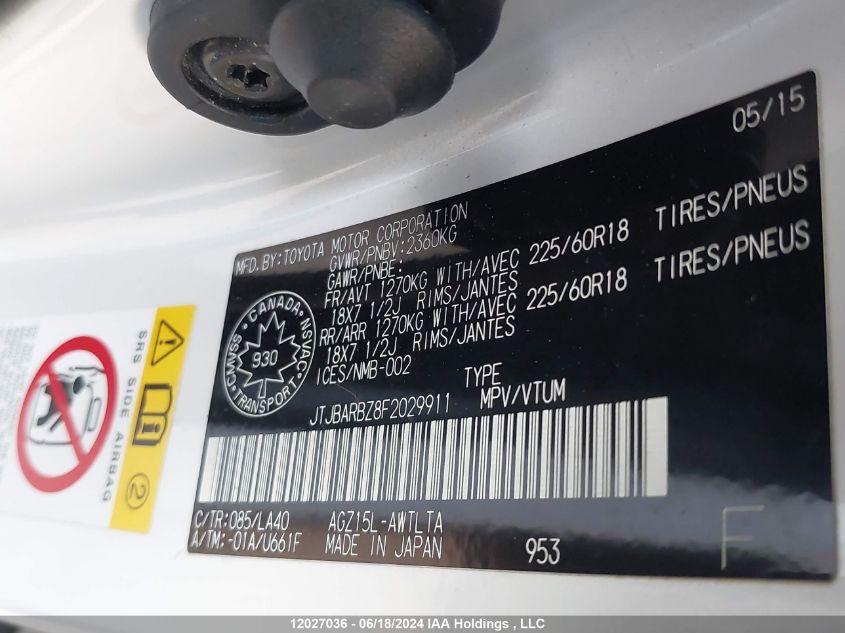 05/15
MFD.BY:TOYOTA MOTOR CORPORATION
GVWR/PNBV:2360KG
GAWR/PNBE:
FR/AVT 1270KG WITH/AVEC 225/60R18 TIRES/PNEUS
18X7 1/2J RIMS/JANTES
RR/ARR 1270KG WITH/AVEC 225/60R18 TIRES/PNEUS
18X7 1/2J RIMS/JANTES
ICES/NMB-002
CANADA
CMVSS NSVAC
930
TRANSPORT
TYPE
JTJBARBZ8F2029911 MPV/VTUM
C/TR:085/LA40 AGZ15L-AWTLTA
A/TM:-01A/U661F MADE IN JAPAN
953
F
SRS SIDE AIRBAG
2
12027036 - 06/18/2024 IAA Holdings , LLC